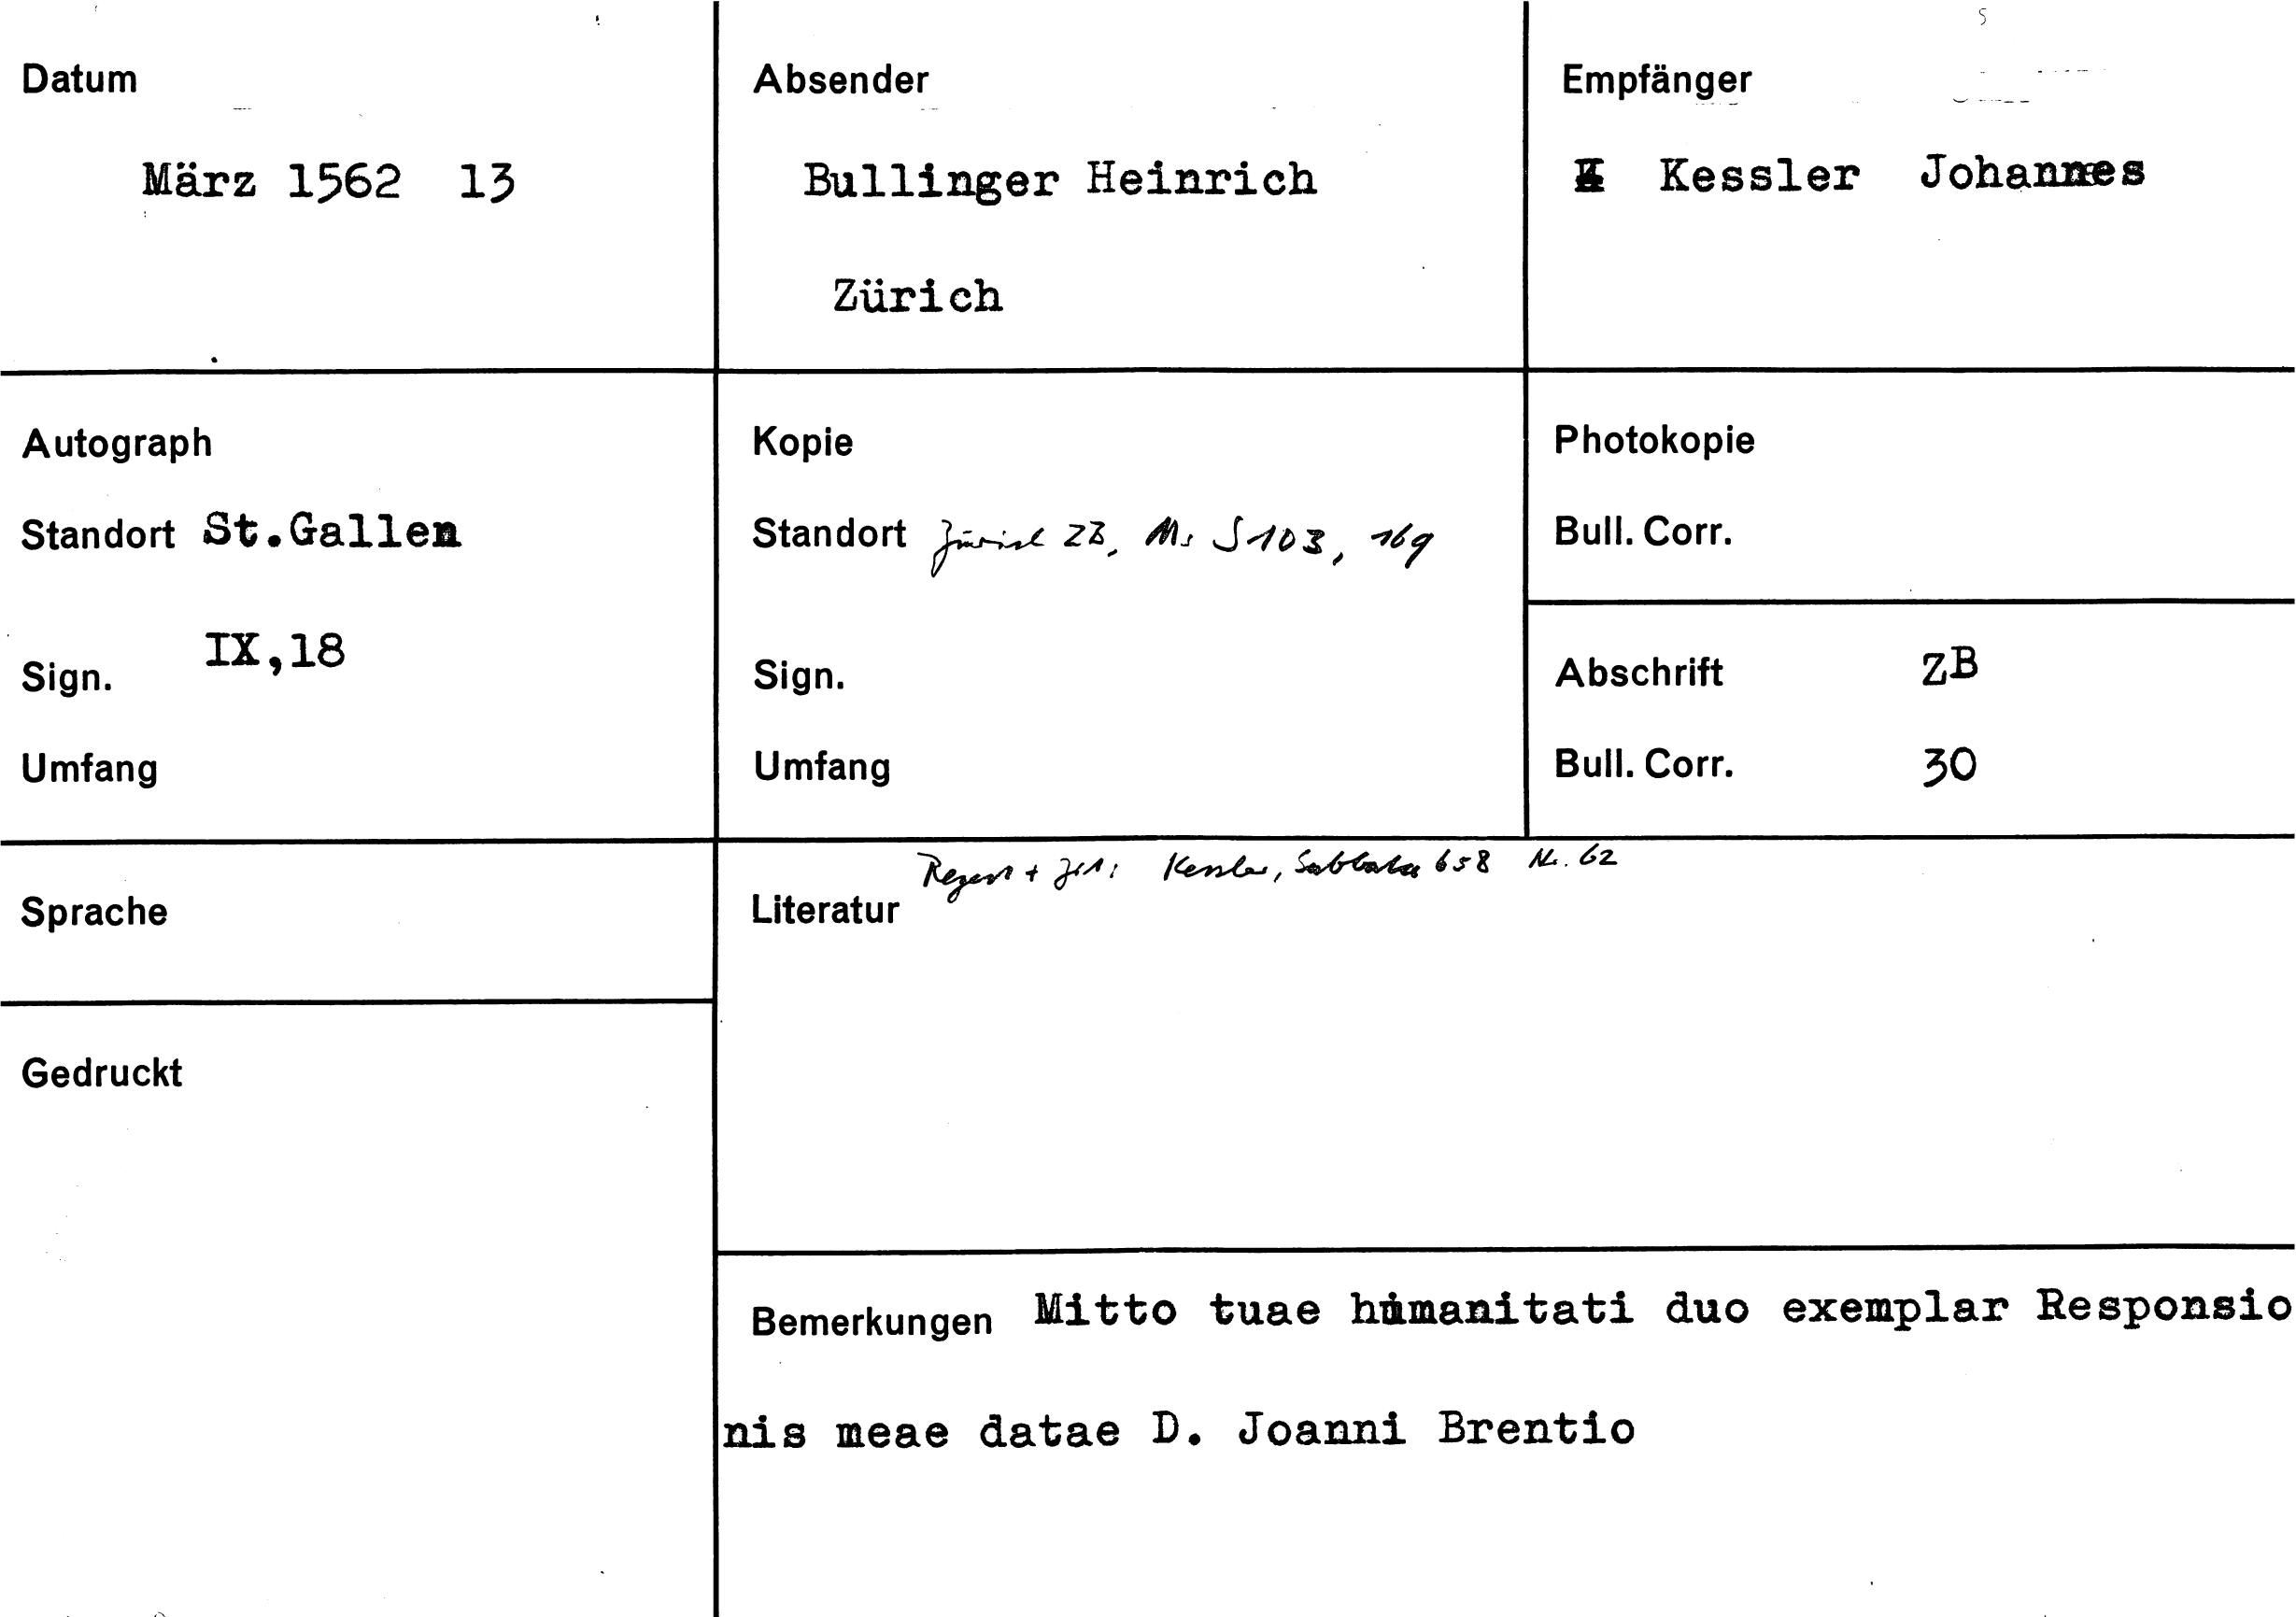 Datum
März 1562 13
Absender
Bullinger Heinrich
Zürich
Empfänger
Kessler Johannes
Autograph
Standort St.Gallen
Sign. IX,18
Umfang
Kopie
Standort Zürich ZB, Ms S 103, 169
Sign.
Umfang
Photokopie
Bull. Corr.
Abschrift ZB
Bull. Corr. 30
Sprache
Gedruckt
Literatur
Regest + Kessler, Sabbata 658 Nr. 62
Bemerkungen Mitto tuae humanitati duo exemplar Responsio
nis meae datae D. Joanni Brentio